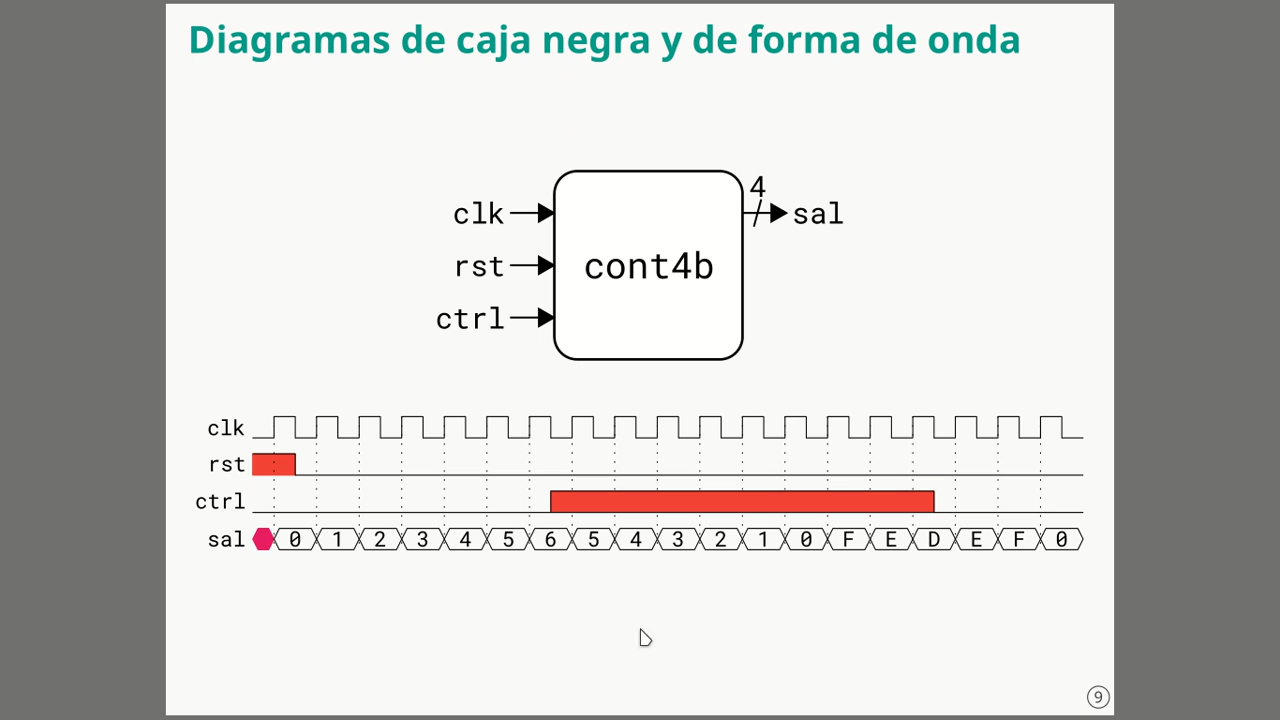 Diagramas de caja negra y de forma de onda
4
clk
sal
rst
cont4b
ctrl
clk
rst
ctrl
sal 0 1 2 3 4 5 6 5 4 3 2 1 0 F E D E F 0
9